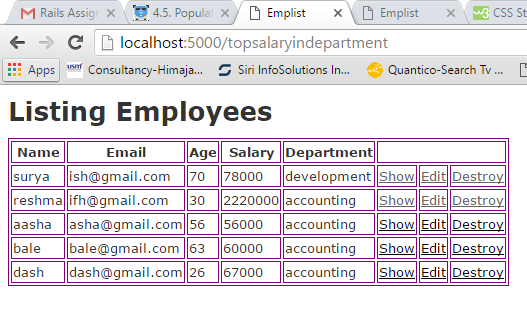 Rails Assign
4.5. Populat
Emplist
Emplist
CSS St
localhost:5000/topsalaryindepartment
Apps usnf Consultancy-Himaja... Siri InfoSolutions In... Quantico-Search Tv ...
Listing Employees
Name Email Age Salary Department
surya ish@gmail.com 70 78000 development Show Edit Destroy
reshma ifh@gmail.com 30 2220000 accounting Show Edit Destroy
aasha asha@gmail.com 56 56000 accounting Show Edit Destroy
bale bale@gmail.com 63 60000 accounting Show Edit Destroy
dash dash@gmail.com 26 67000 accounting Show Edit Destroy